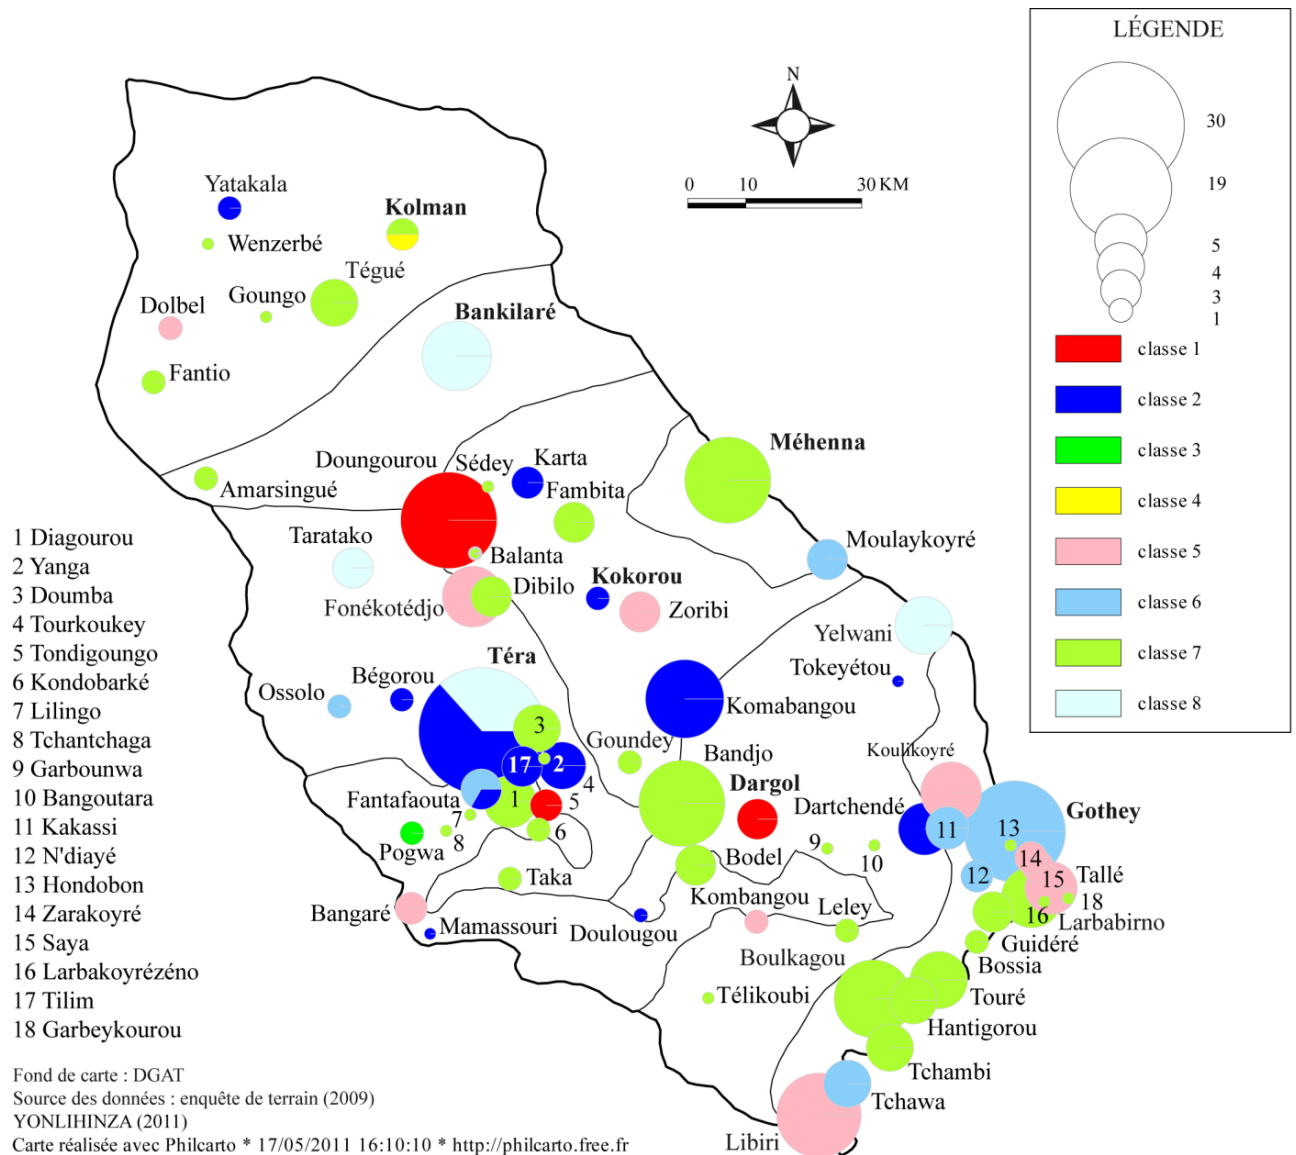 LÉGENDE
30
19
5
4
3
1
classe 1
classe 2
classe 3
classe 4
classe 5
classe 6
classe 7
classe 8
N
0 10 30 KM
Yatakala
Kolman
Wenzerbé
Tégué
Goungo
Dolbel
Fantio
Bankilaré
Amarsingué
Doungourou
Sédey
Karta
Fambita
Méhenna
Taratako
Balanta
Moulaykoyré
Fonékotédjo
Dibilo
Kokorou
Zoribi
Yelwani
Téra
Tokeyétou
Ossolo
Bégorou
Komabangou
3
Goundey
Bandjo
Koulikoyré
17
2
4
Dargol
Dartchendé
Gothey
Fantafaouta
1
5
11
13
7
8
6
9
10
14
Pogwa
Bodel
12
15
Tallé
Taka
Kombangou
Leley
16
18
Larbabirno
Bangaré
Mamassouri
Doulougou
Guidéré
Boulkagou
Bossia
Télikoubi
Touré
Hantigorou
Tchambi
Tchawa
Libiri
1 Diagourou
2 Yanga
3 Doumba
4 Tourkoukey
5 Tondigoungo
6 Kondobarké
7 Lilingo
8 Tchantchaga
9 Garbounwa
10 Bangoutara
11 Kakassi
12 N'diayé
13 Hondobon
14 Zarakoyré
15 Saya
16 Larbakoyrézéno
17 Tilim
18 Garbeykourou
Fond de carte : DGAT
Source des données : enquête de terrain (2009)
YONLIHINZA (2011)
Carte réalisée avec Philcarto * 17/05/2011 16:10:10 * http://philcarto.free.fr